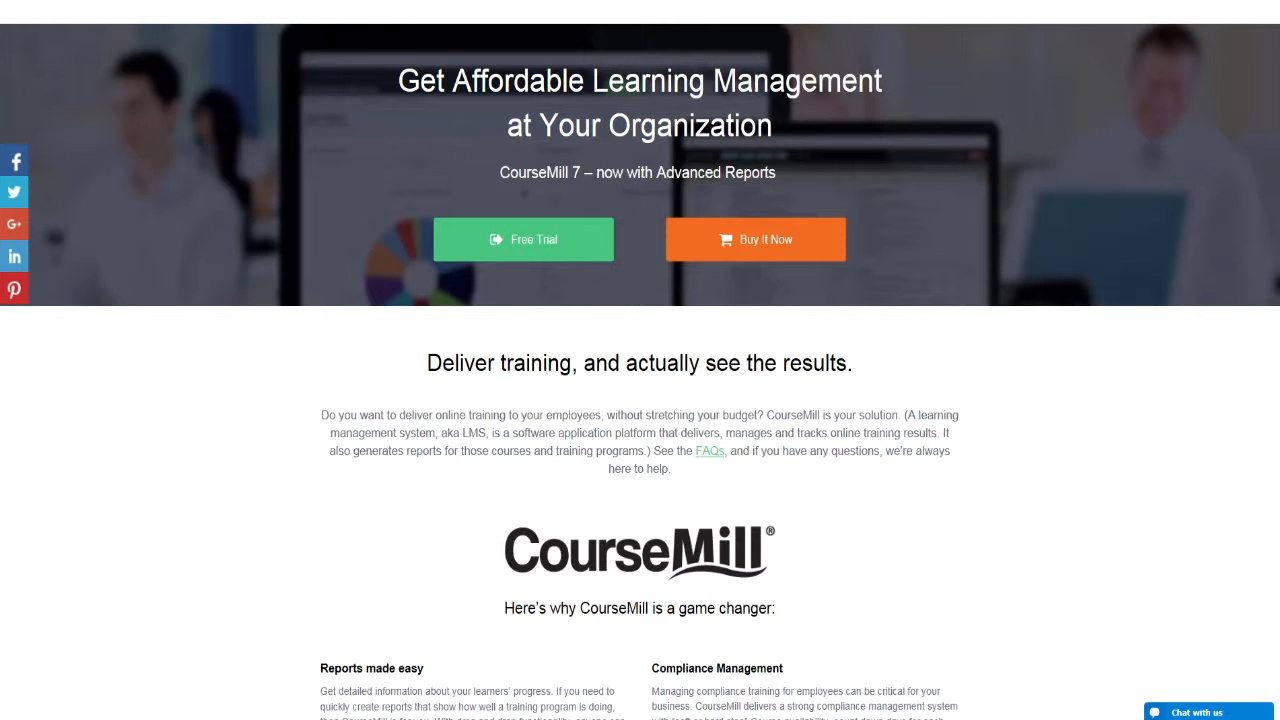 Get Affordable Learning Management
at Your Organization
CourseMill 7 – now with Advanced Reports
Free Trial
Buy It Now
Deliver training, and actually see the results.
Do you want to deliver online training to your employees, without stretching your budget? CourseMill is your solution. (A learning
management system, aka LMS, is a software application platform that delivers, manages and tracks online training results. It
also generates reports for those courses and training programs.) See the FAQs, and if you have any questions, we’re always
here to help.
CourseMill®
Here’s why CourseMill is a game changer:
Reports made easy
Get detailed information about your learners’ progress. If you need to
quickly create reports that show how well a training program is doing,
Compliance Management
Managing compliance training for employees can be critical for your
business. CourseMill delivers a strong compliance management system
Chat with us